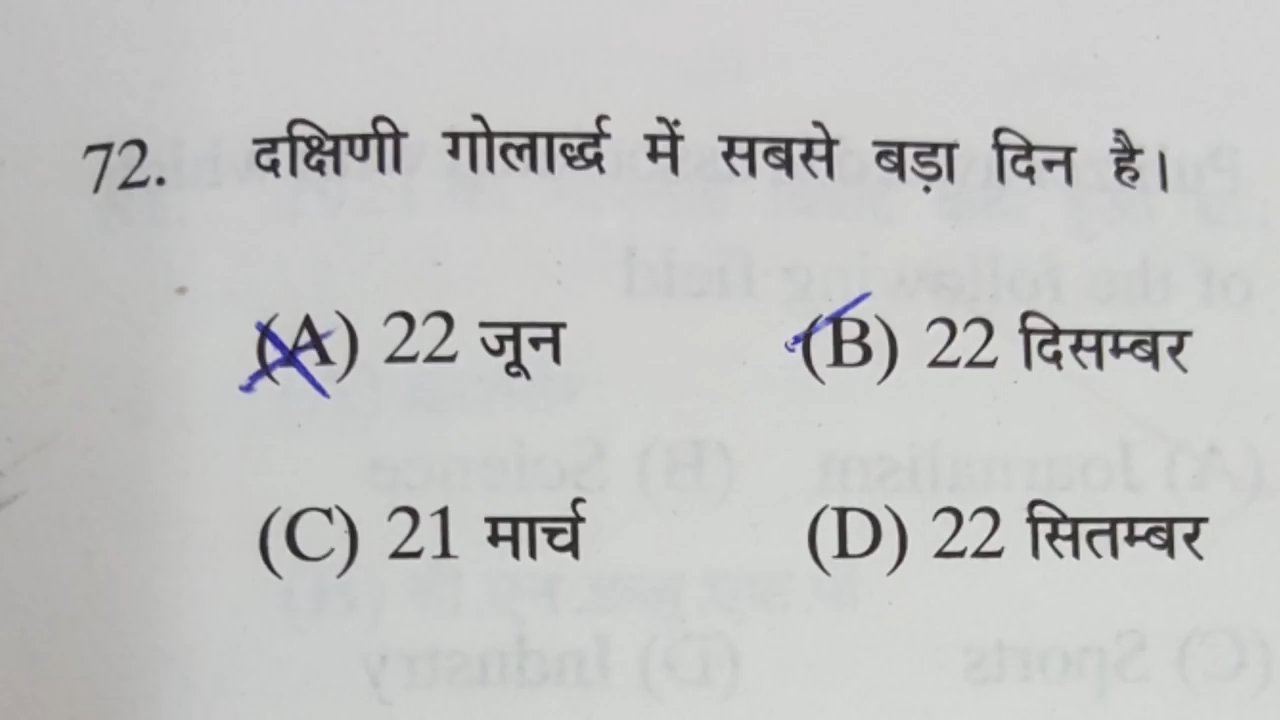 72. दक्षिणी गोलार्द्ध में सबसे बड़ा दिन है।
(A) 22 जून (B) 22 दिसम्बर
(C) 21 मार्च (D) 22 सितम्बर